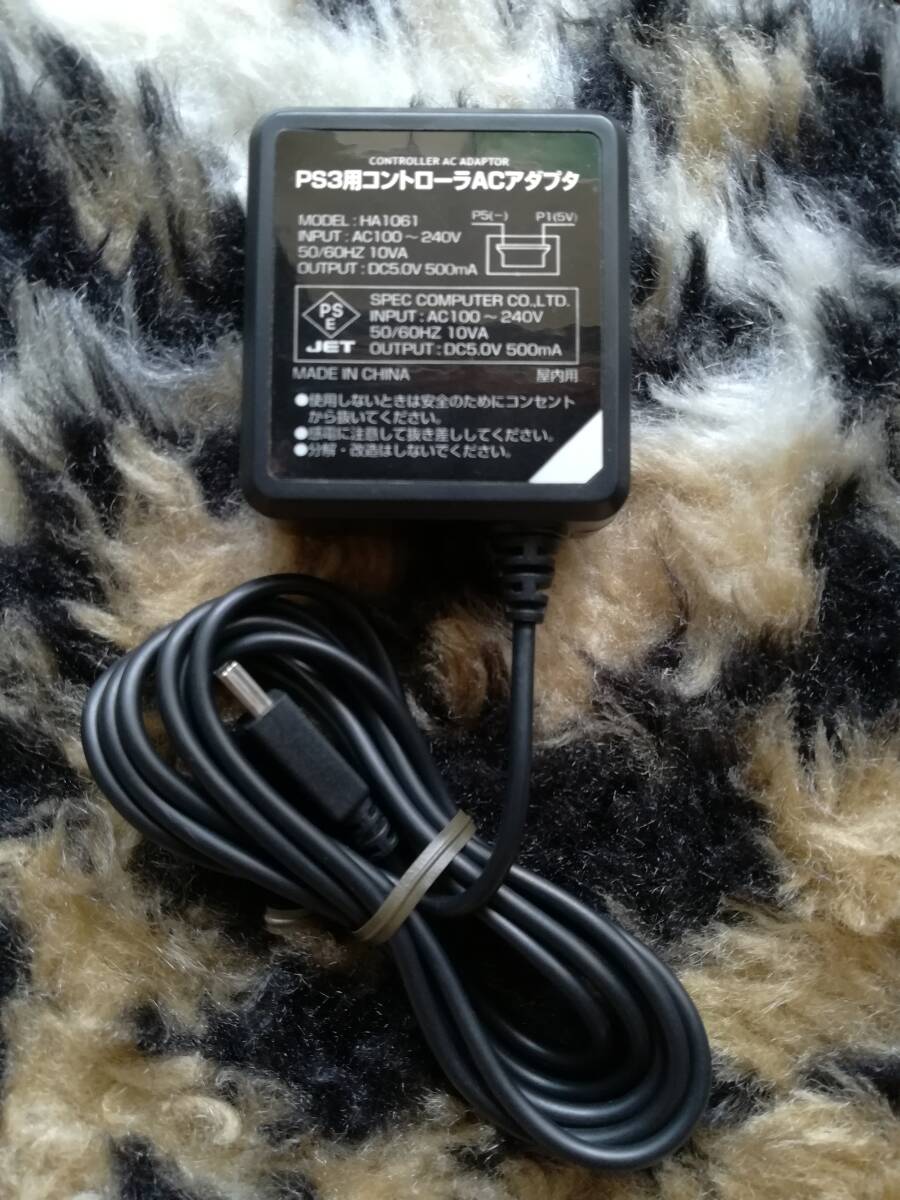 CONTROLLER AC ADAPTOR
PS3用コントローラACアダプタ
MODEL : HA1061
INPUT : AC100～240V
50/60HZ 10VA
OUTPUT : DC5.0V 500mA
P5(-) P1(5V)
PS
E
JET
SPEC COMPUTER CO.,LTD.
INPUT : AC100～240V
50/60HZ 10VA
OUTPUT : DC5.0V 500mA
MADE IN CHINA 屋内用
●使用しないときは安全のためにコンセント
から抜いてください。
●感電に注意して抜き差ししてください。
●分解・改造はしないでください。